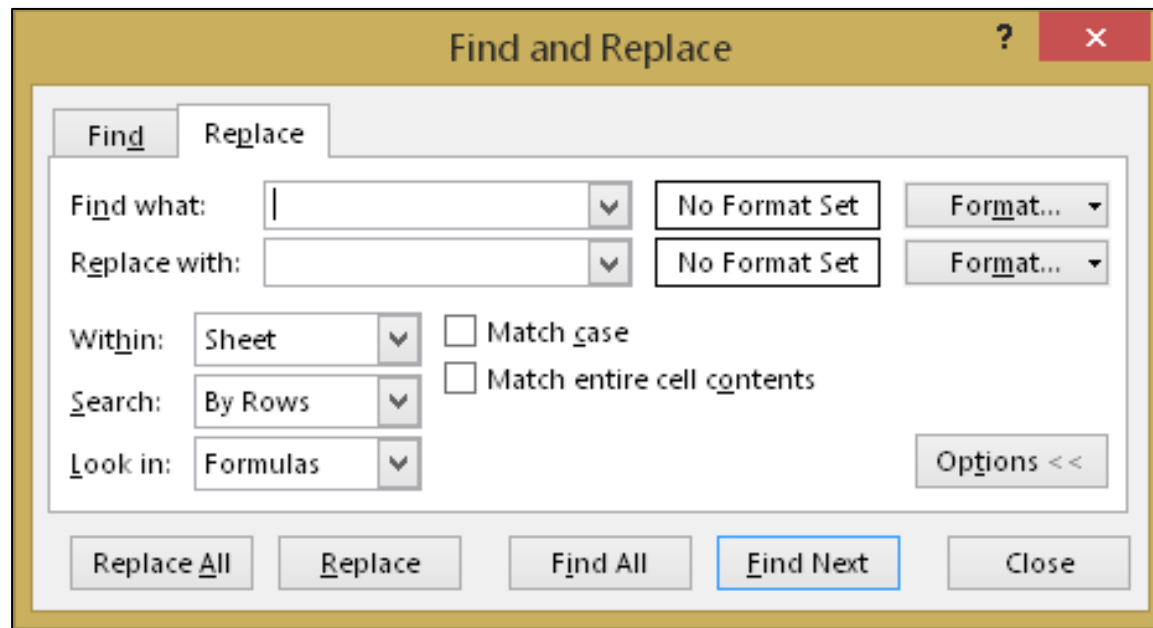 Find and Replace ?
Find Replace
Find what: No Format Set Format...
Replace with: No Format Set Format...
Within: Sheet Match case
Match entire cell contents
Search: By Rows
Look in: Formulas Options <<
Replace All Replace Find All Find Next Close